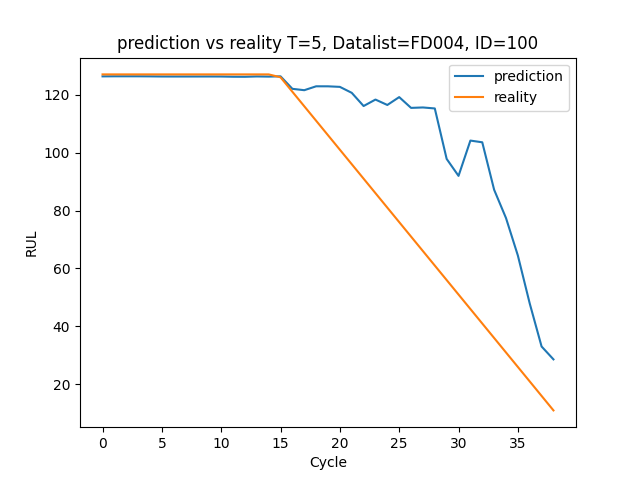 prediction vs reality T=5, Datalist=FD004, ID=100
prediction
reality
RUL
120
100
80
60
40
20
0 5 10 15 20 25 30 35
Cycle